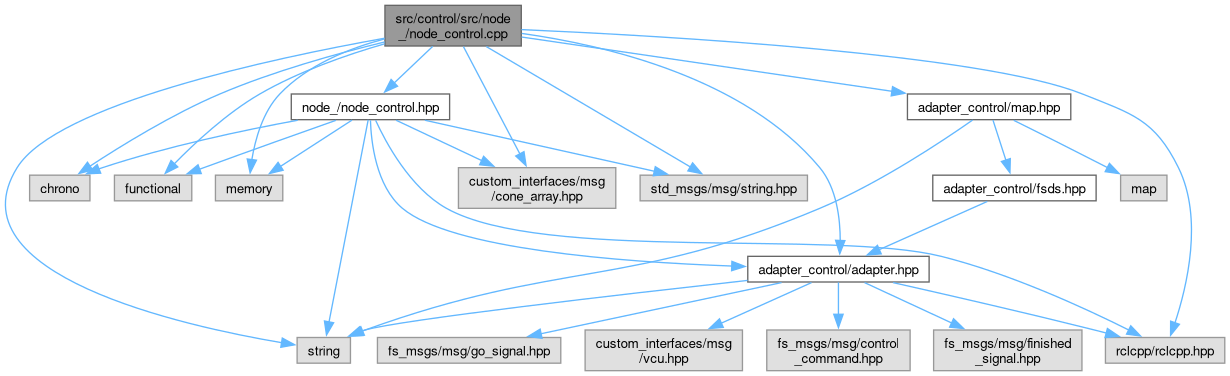 src/control/src/node
_/node_control.cpp
node_/node_control.hpp
adapter_control/map.hpp
chrono
functional
memory
custom_interfaces/msg
/cone_array.hpp
std_msgs/msg/string.hpp
adapter_control/fsds.hpp
map
adapter_control/adapter.hpp
string
fs_msgs/msg/go_signal.hpp
custom_interfaces/msg
/vcu.hpp
fs_msgs/msg/control
_command.hpp
fs_msgs/msg/finished
_signal.hpp
rclcpp/rclcpp.hpp